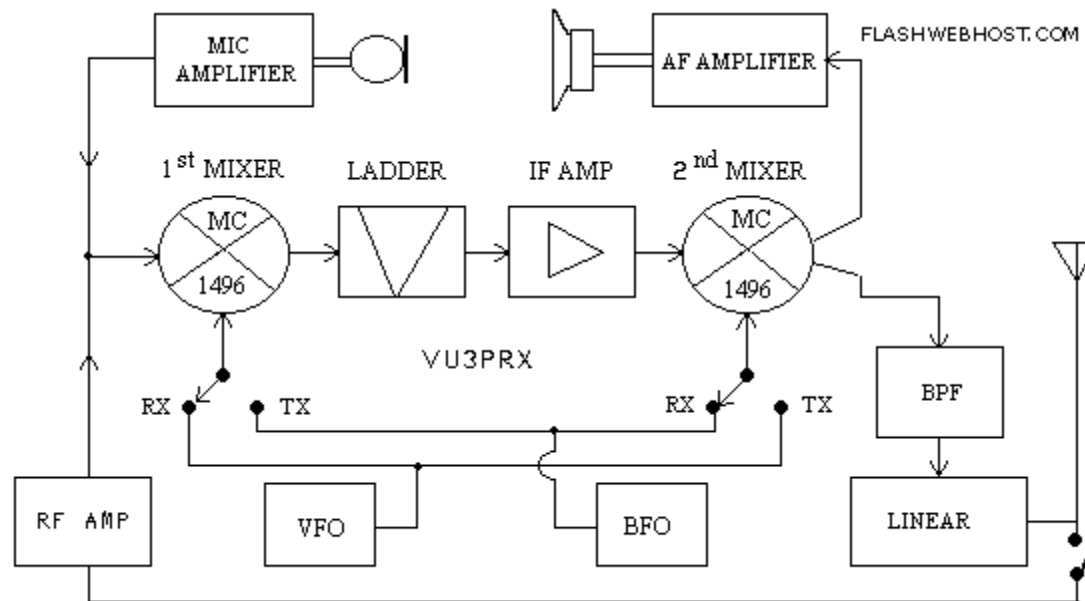 MIC
AMPLIFIER
AF AMPLIFIER
FLASHWEBHOST.COM
1st MIXER
LADDER
IF AMP
2nd MIXER
MC
1496
MC
1496
VU3PRX
RX
TX
RX
TX
BPF
RF AMP
VFO
BFO
LINEAR